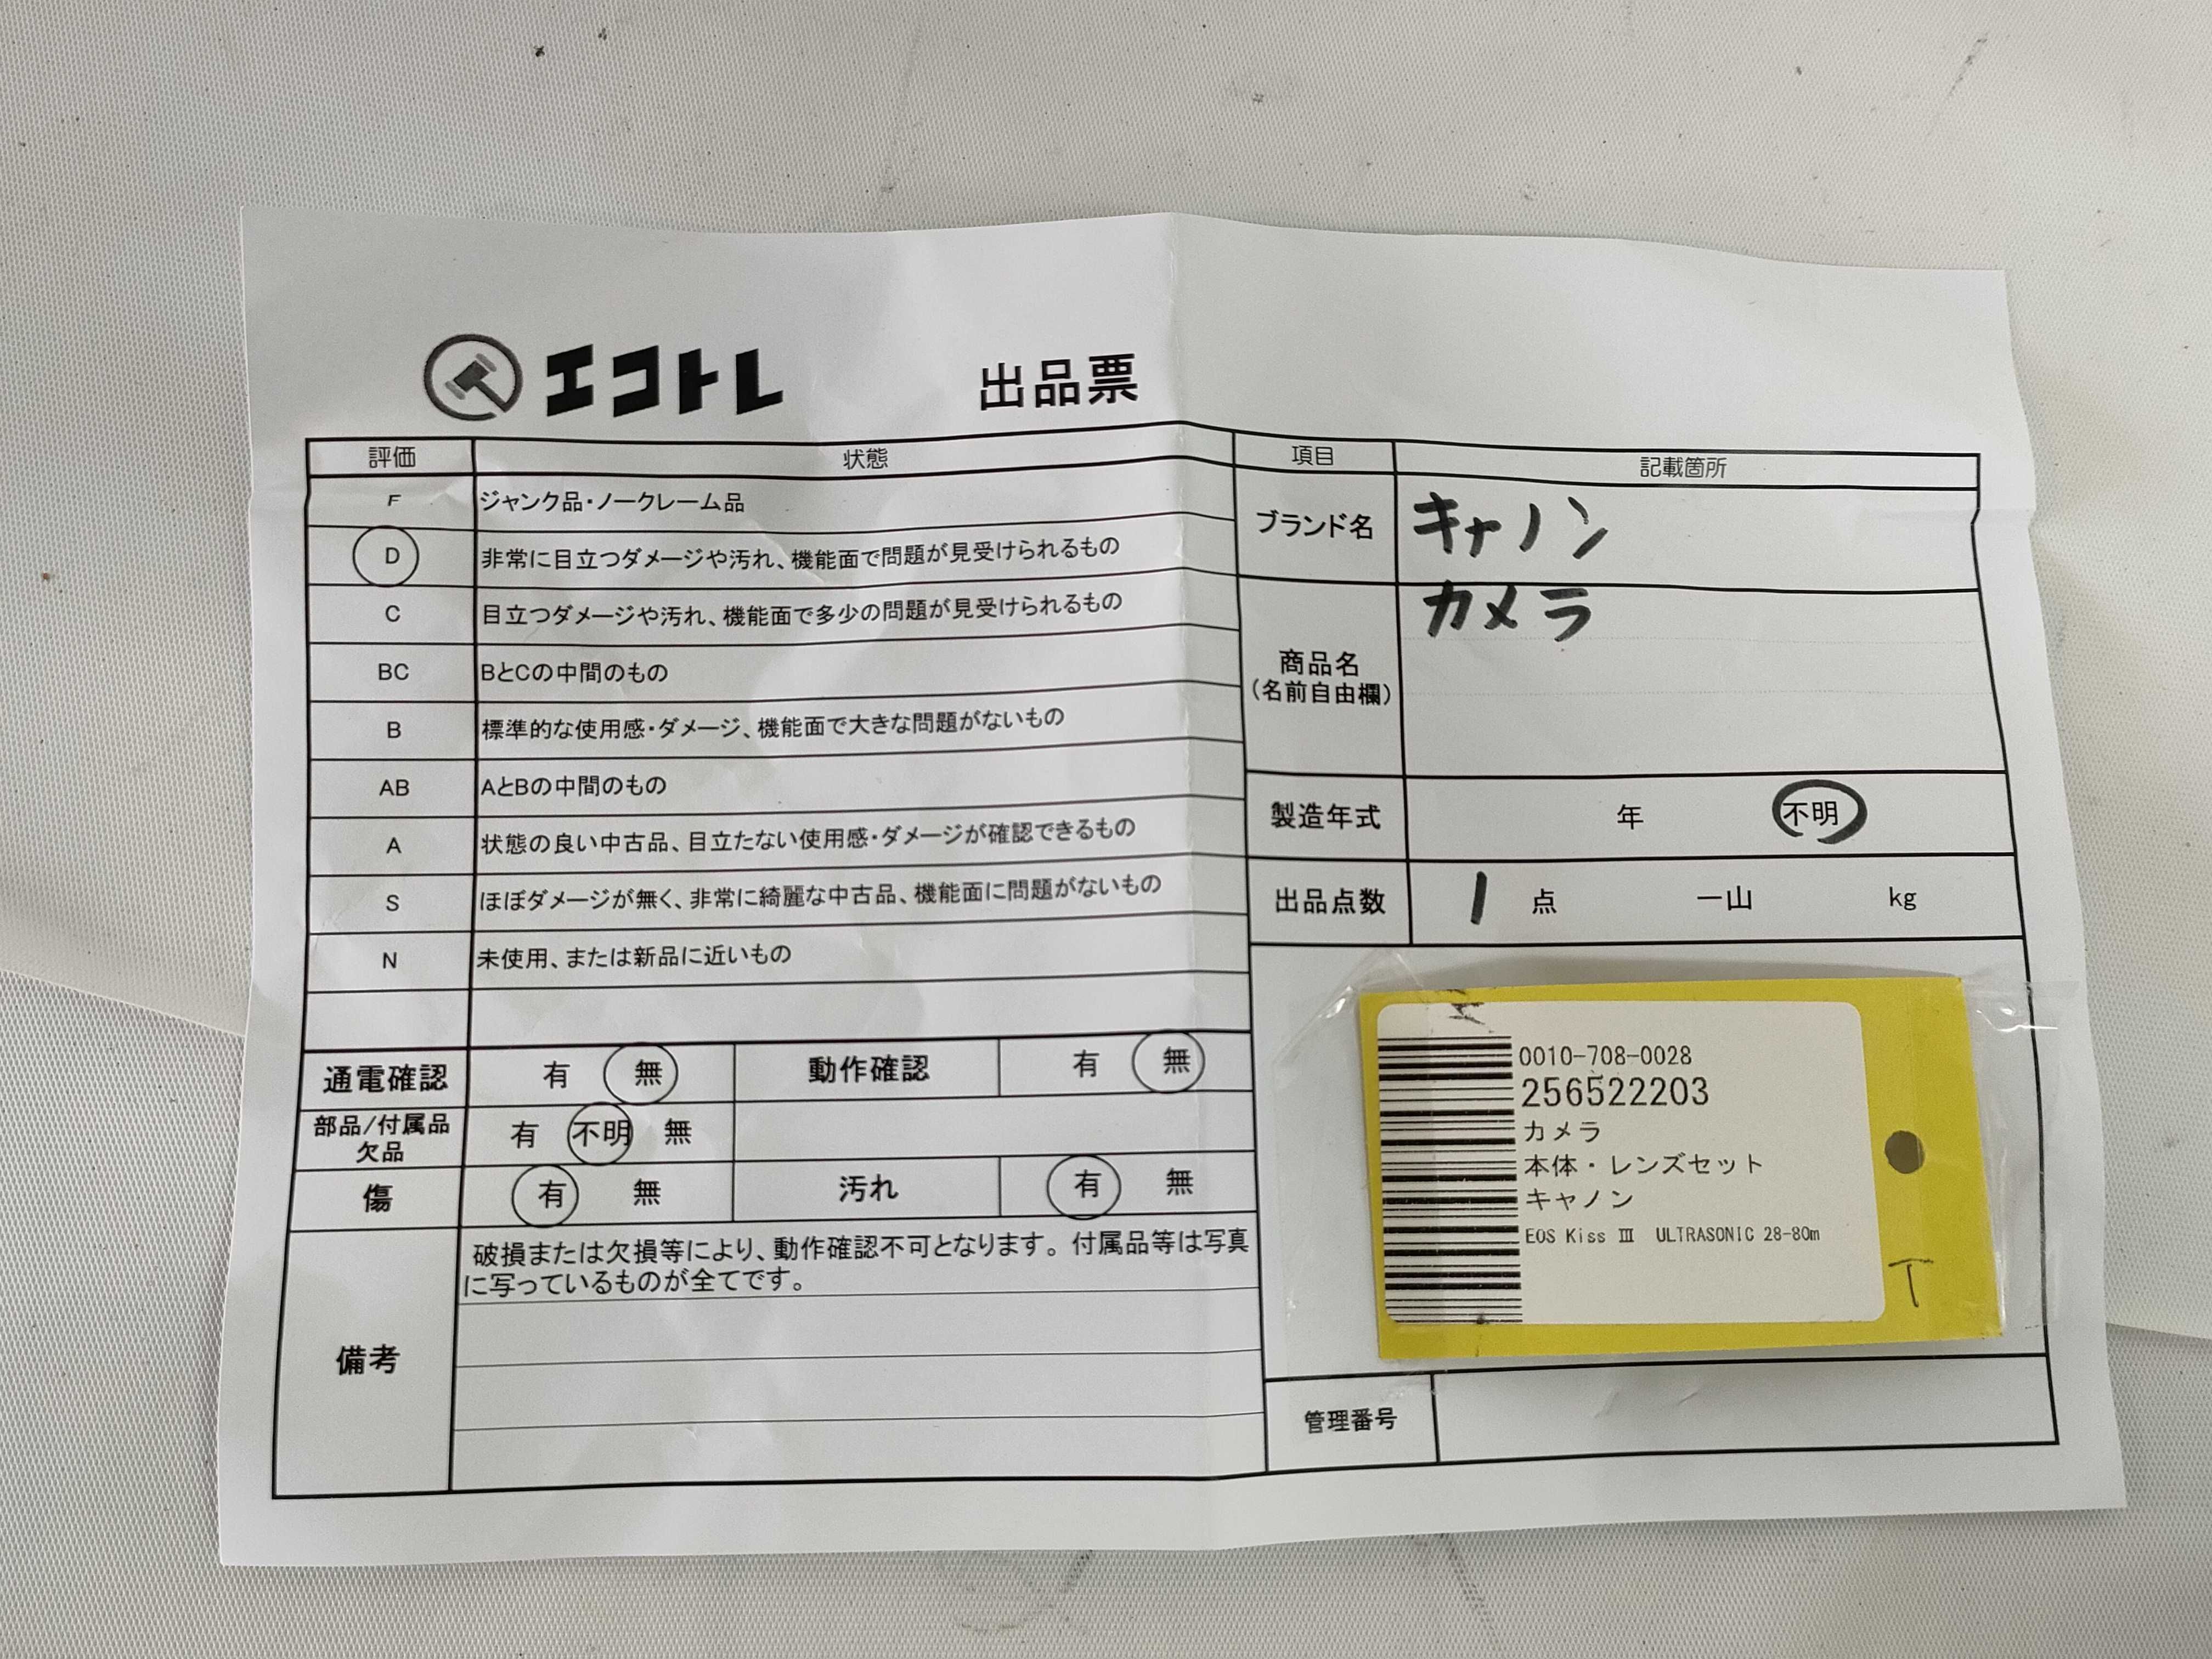 エコトレ 出品票
評価 状態
F ジャンク品・ノークレーム品
D 非常に目立つダメージや汚れ、機能面で問題が見受けられるもの
C 目立つダメージや汚れ、機能面で多少の問題が見受けられるもの
BC BとCの中間のもの
B 標準的な使用感・ダメージ、機能面で大きな問題がないもの
AB AとBの中間のもの
A 状態の良い中古品、目立たない使用感・ダメージが確認できるもの
S ほぼダメージが無く、非常に綺麗な中古品、機能面に問題がないもの
N 未使用、または新品に近いもの
通電確認 有 無 動作確認 有 無
部品/付属品
欠品
有 不明 無
傷 有 無 汚れ 有 無
備考
破損または欠損等により、動作確認不可となります。付属品等は写真
に写っているものが全てです。
項目 記載箇所
ブランド名 キャノン
商品名
(名前自由欄)
カメラ
製造年式 年 不明
出品点数 1 点 一山 kg
0010-708-0028
256522203
カメラ
本体・レンズセット
キャノン
EOS Kiss Ⅲ ULTRASONIC 28-80m
T
管理番号